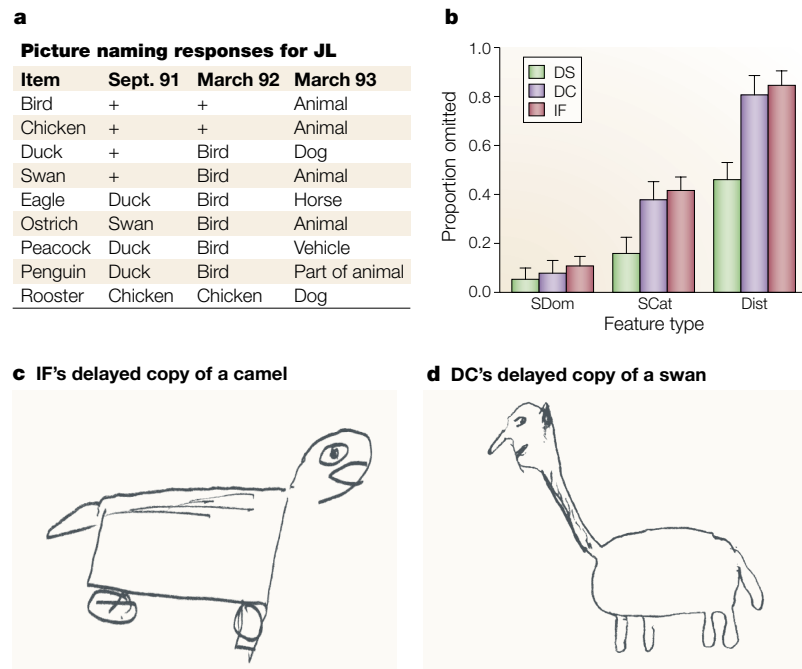 a
Picture naming responses for JL
Item Sept. 91 March 92 March 93
Bird + + Animal
Chicken + + Animal
Duck + Bird Dog
Swan + Bird Animal
Eagle Duck Bird Horse
Ostrich Swan Bird Animal
Peacock Duck Bird Vehicle
Penguin Duck Bird Part of animal
Rooster Chicken Chicken Dog
b
1.0
0.8
0.6
0.4
0.2
0.0
Proportion omitted
DS
DC
IF
SDom SCat Dist
Feature type
c IF's delayed copy of a camel
d DC's delayed copy of a swan